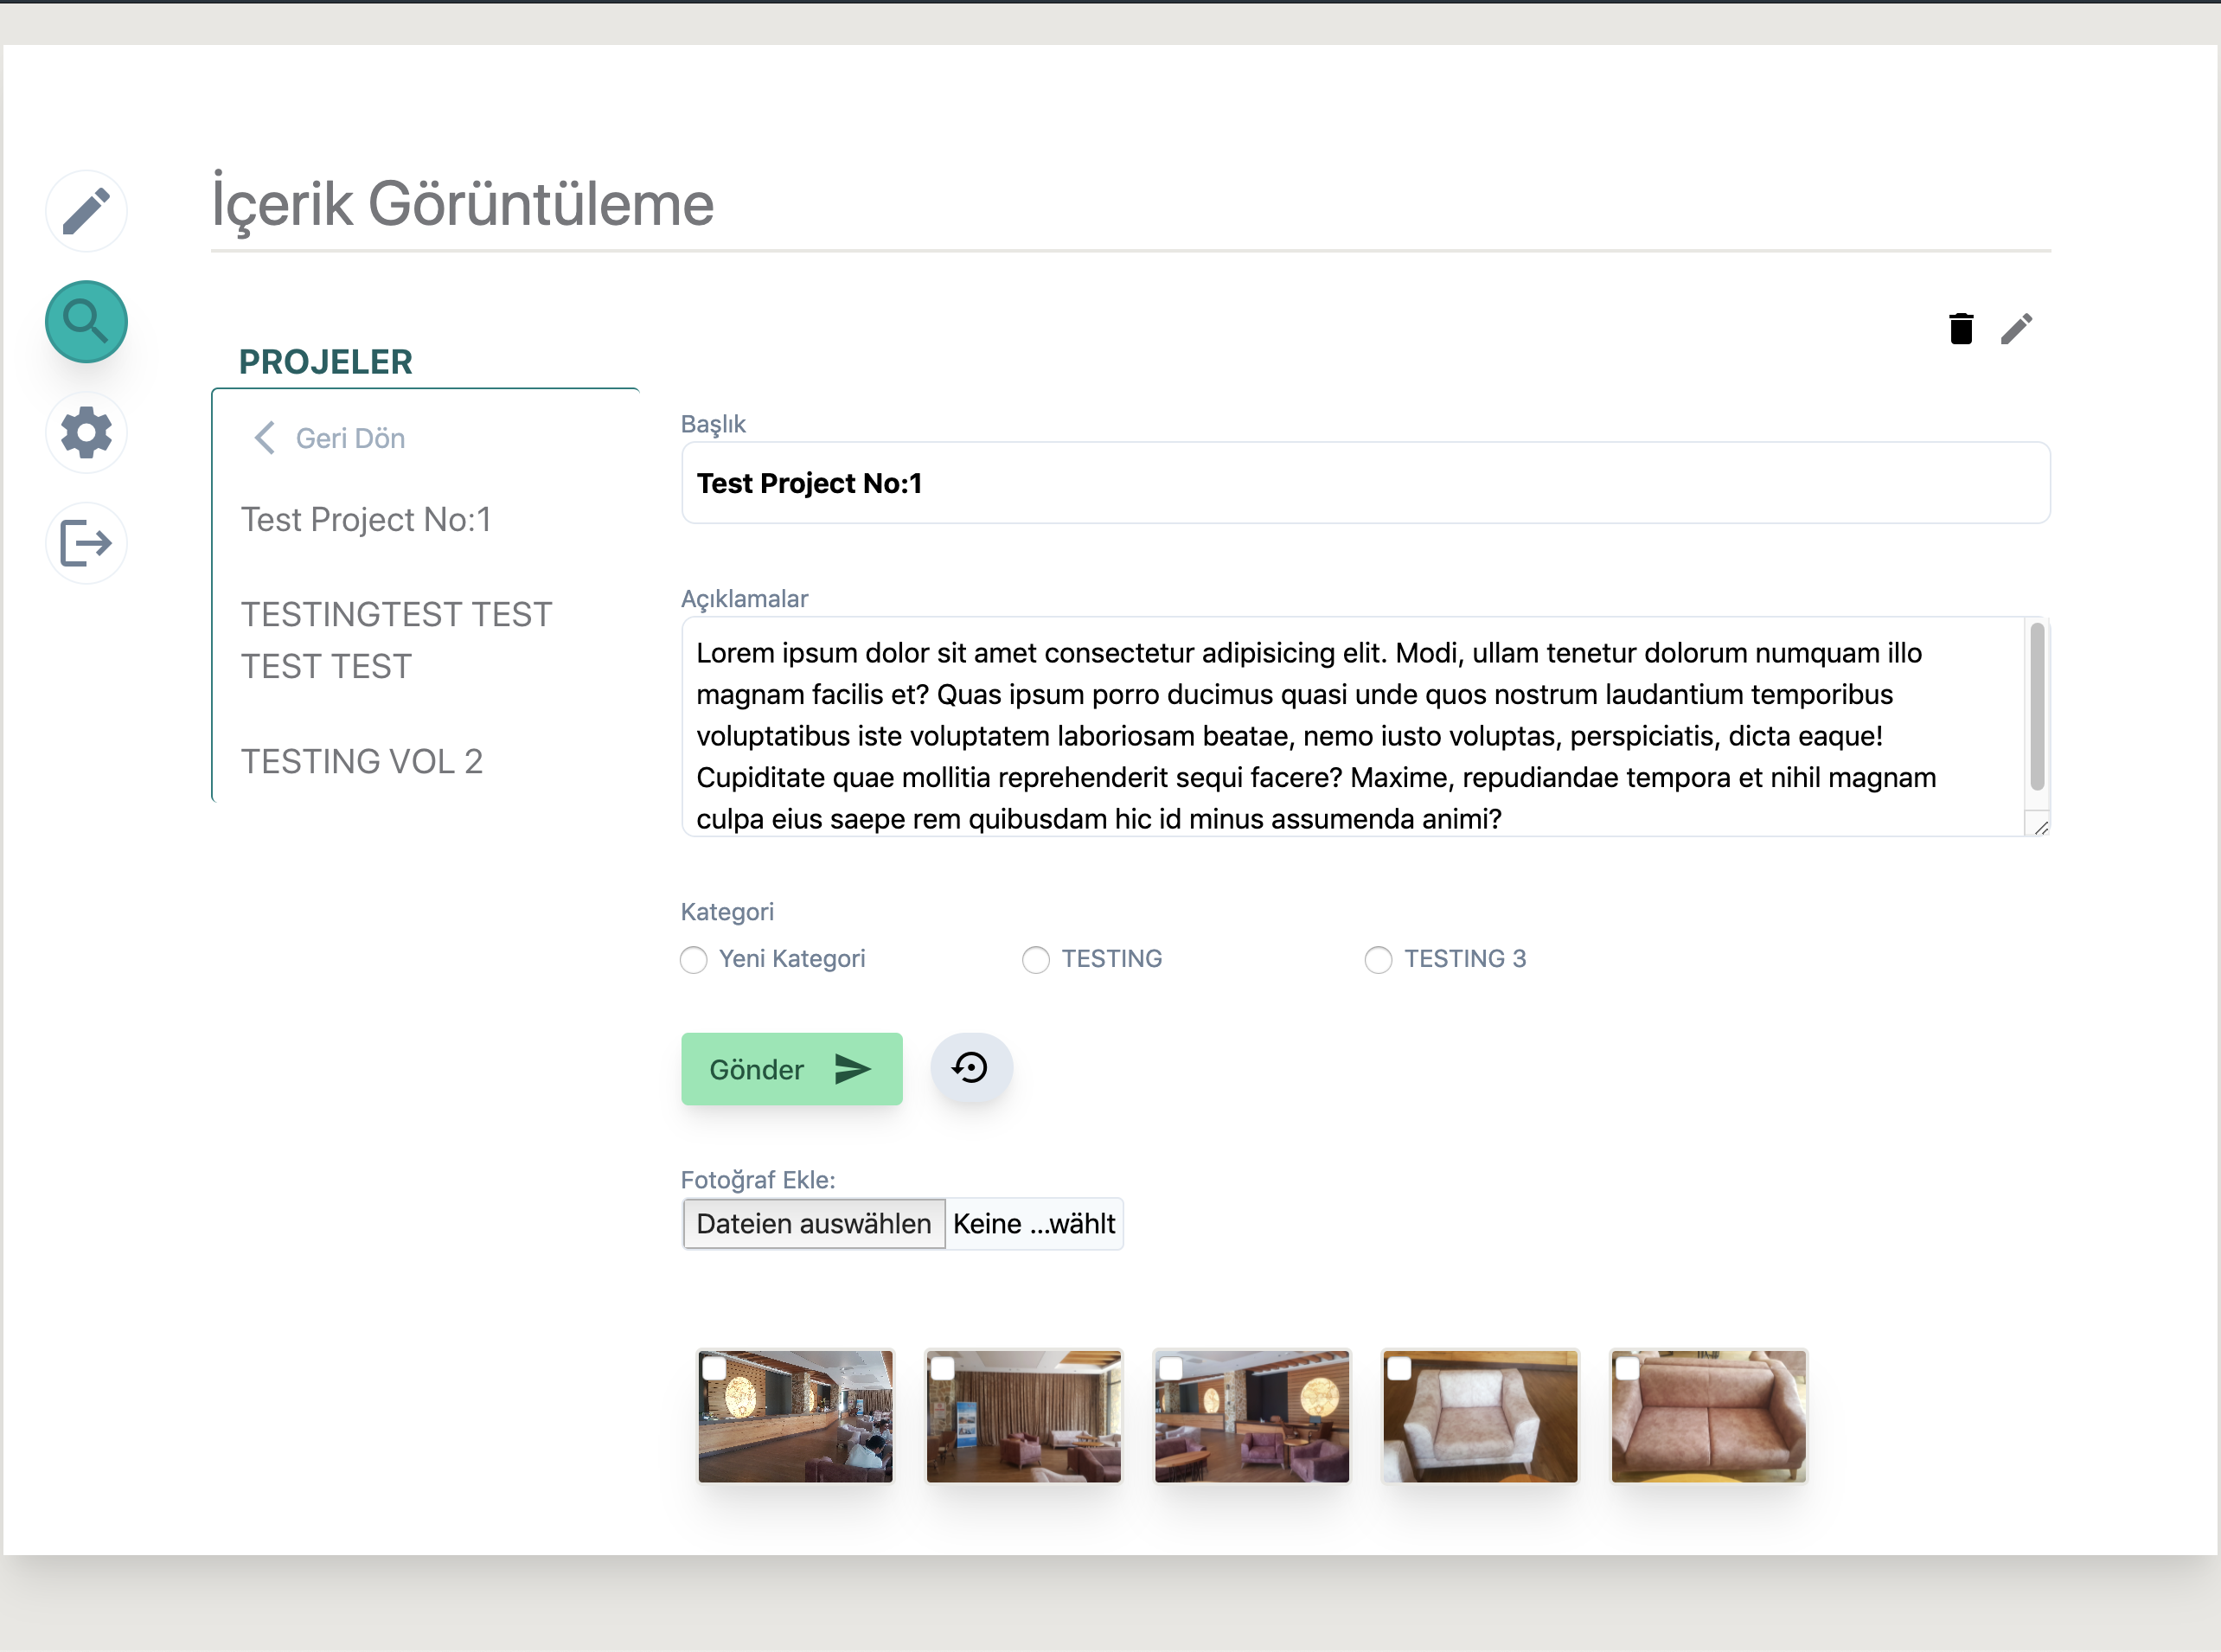 İçerik Görüntüleme
PROJELER
Geri Dön
Test Project No:1
TESTINGTEST TEST
TEST TEST
TESTING VOL 2
Başlık
Test Project No:1
Açıklamalar
Lorem ipsum dolor sit amet consectetur adipisicing elit. Modi, ullam tenetur dolorum numquam illo
magnam facilis et? Quas ipsum porro ducimus quasi unde quos nostrum laudantium temporibus
voluptatibus iste voluptatem laboriosam beatae, nemo iusto voluptas, perspiciatis, dicta eaque!
Cupiditate quae mollitia reprehenderit sequi facere? Maxime, repudiandae tempora et nihil magnam
culpa eius saepe rem quibusdam hic id minus assumenda animi?
Kategori
Yeni Kategori TESTING TESTING 3
Gönder
Fotoğraf Ekle:
Dateien auswählen Keine ...wählt